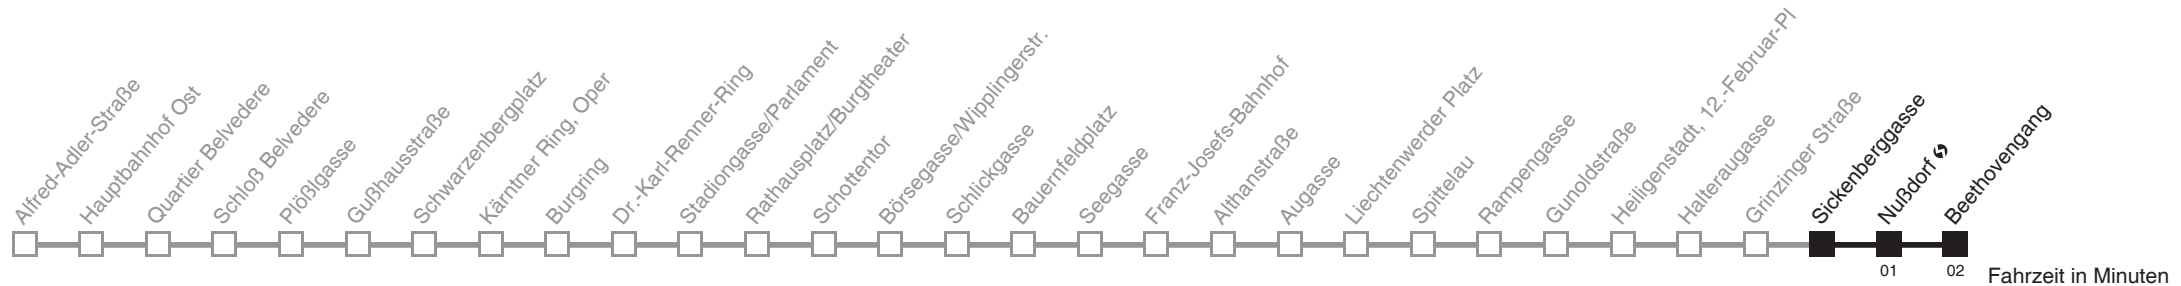 Alfred-Adler-Straße
Hauptbahnhof Ost
Quartier Belvedere
Schloß Belvedere
Plößlgasse
Gußhausstraße
Schwarzenbergplatz
Kärntner Ring, Oper
Burgring
Dr.-Karl-Renner-Ring
Stadiongasse/Parlament
Rathausplatz/Burgtheater
Schottentor
Börsegasse/Wipplingerstr.
Schlickgasse
Bauernfeldplatz
Seegasse
Franz-Josefs-Bahnhof
Althanstraße
Augasse
Liechtenwerder Platz
Spittelau
Rampengasse
Gunoldstraße
Heiligenstadt, 12.-Februar-Pl
Halteraugasse
Grinzinger Straße
Sickenberggasse
Nußdorf
Beethovengang
01
02
Fahrzeit in Minuten